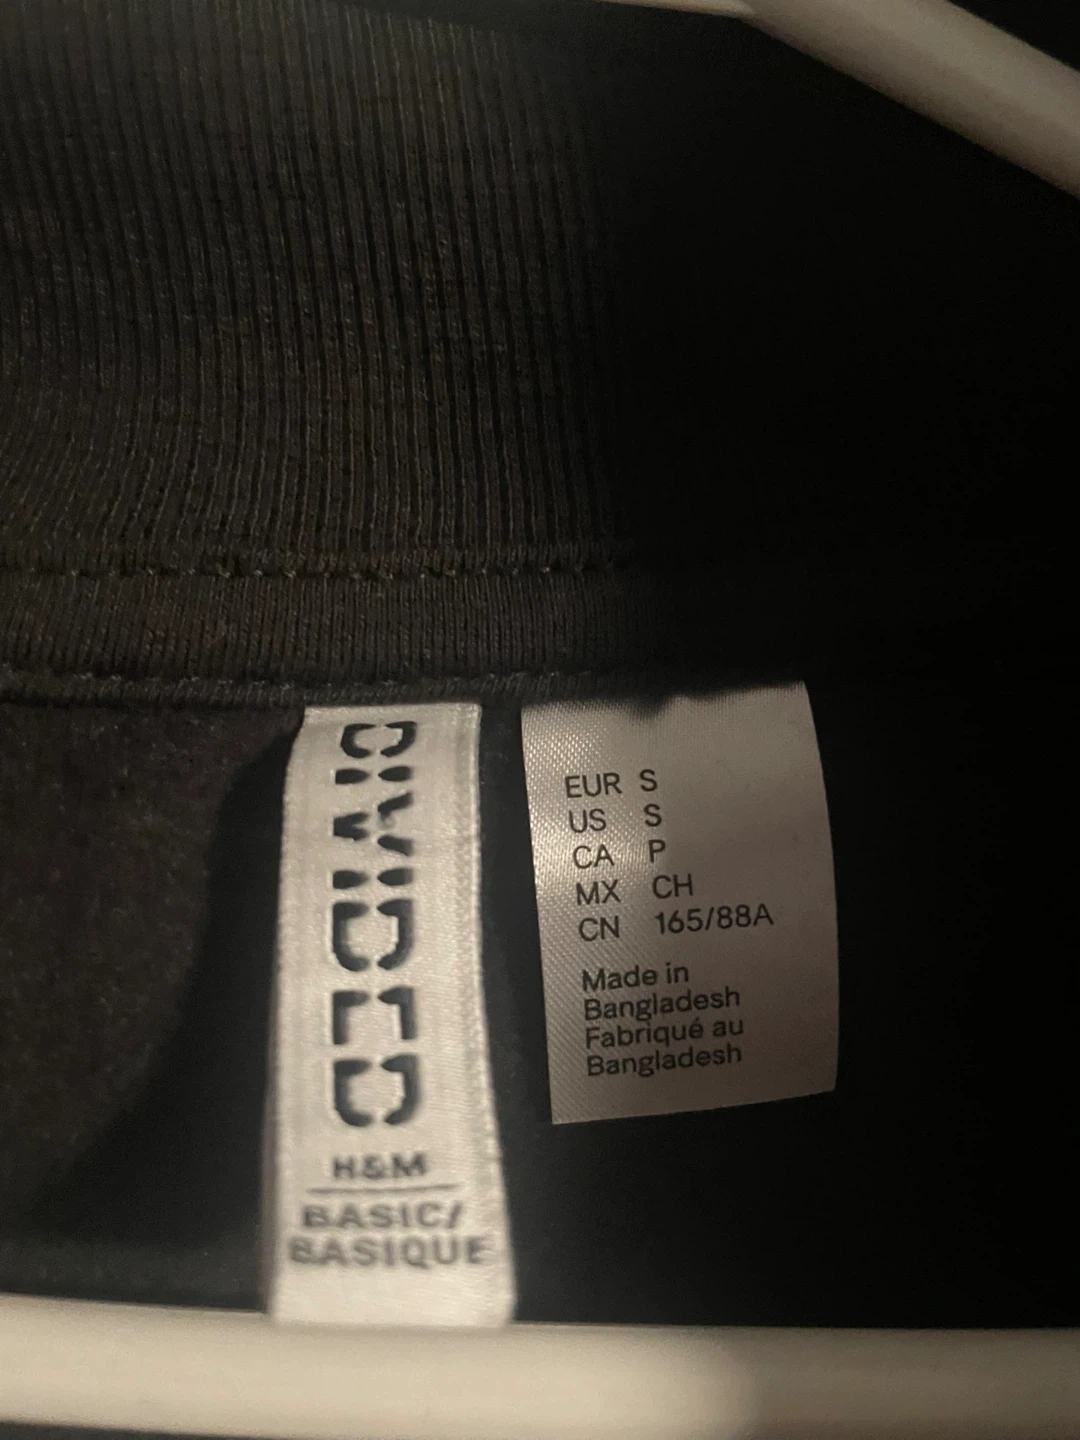 DIVIDED
H&M
BASIC/
BASIQUE
EUR S
US S
CA P
MX CH
CN 165/88A
Made in
Bangladesh
Fabriqué au
Bangladesh